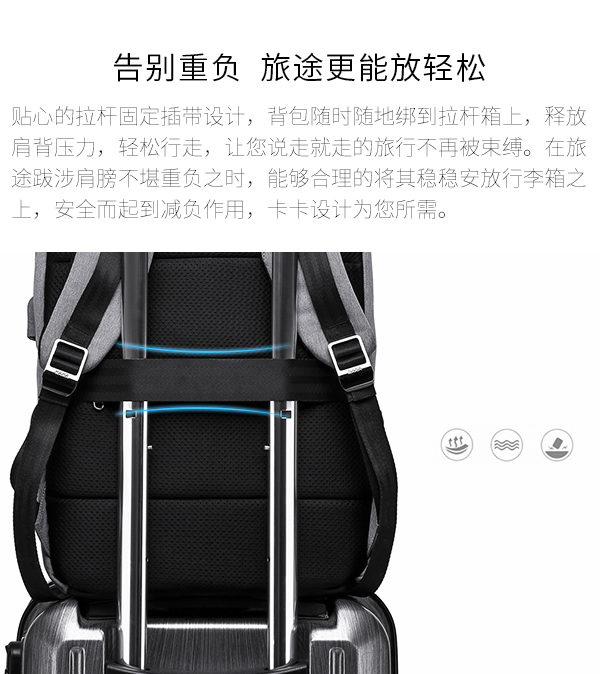 告别重负 旅途更能放轻松
贴心的拉杆固定插带设计，背包随时随地绑到拉杆箱上，释放
肩背压力，轻松行走，让您说走就走的旅行不再被束缚。在旅
途跋涉肩膀不堪重负之时，能够合理的将其稳稳安放行李箱之
上，安全而起到减负作用，卡卡设计为您所需。